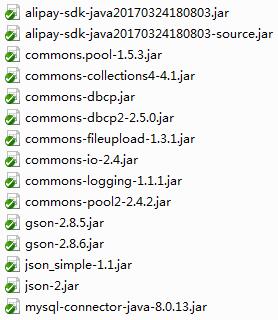 alipay-sdk-java20170324180803.jar
alipay-sdk-java20170324180803-source.jar
commons.pool-1.5.3.jar
commons-collections4-4.1.jar
commons-dbcp.jar
commons-dbcp2-2.5.0.jar
commons-fileupload-1.3.1.jar
commons-io-2.4.jar
commons-logging-1.1.1.jar
commons-pool2-2.4.2.jar
gson-2.8.5.jar
gson-2.8.6.jar
json_simple-1.1.jar
json-2.jar
mysql-connector-java-8.0.13.jar